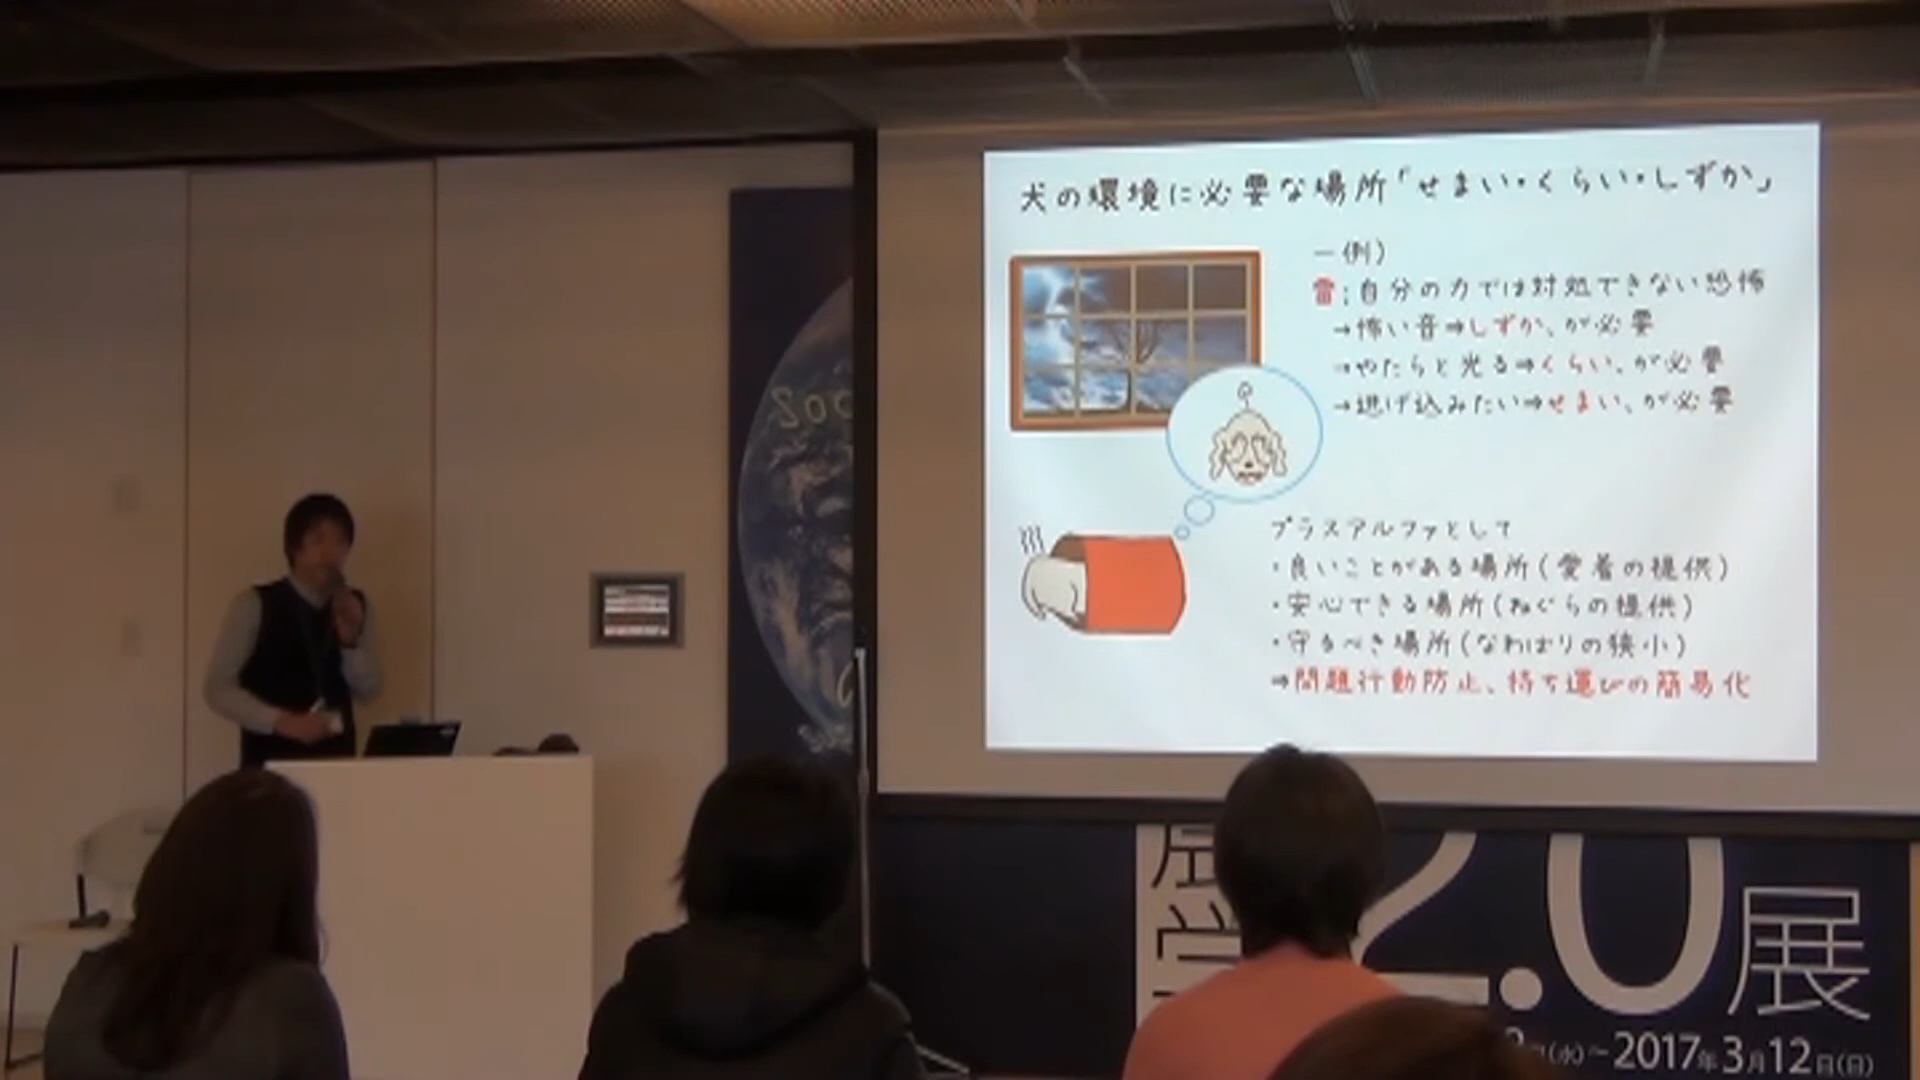 犬の環境に必要な場所「せまい・くらい・しずか」
一例)
雷;自分の力では対処できない恐怖
→怖い音⇒しずか、が必要
→やたらと光る⇒くらい、が必要
→逃げ込みたい⇒せまい、が必要
プラスアルファとして
・良いことがある場所(愛着の提供)
・安心できる場所(ねぐらの提供)
・守るべき場所(なわばりの狭小)
⇒問題行動防止、持ち運びの簡易化
2.0展
(水)~2017年3月12日(日)